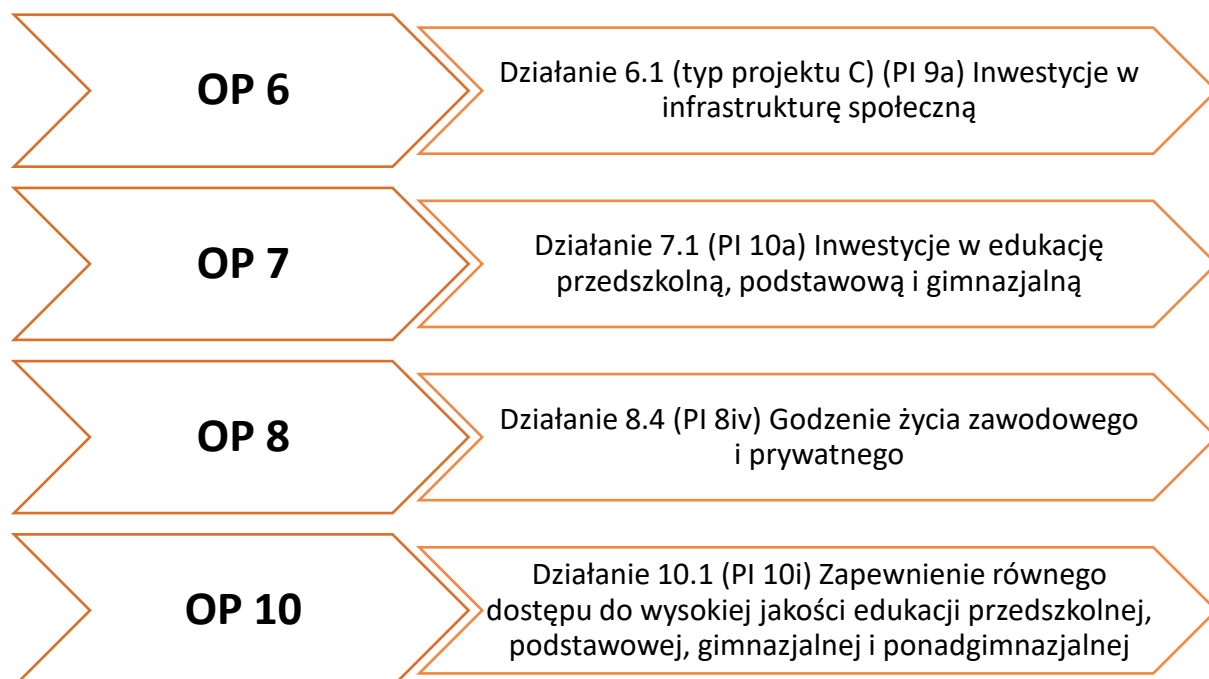 OP 6
Działanie 6.1 (typ projektu C) (PI 9a) Inwestycje w
infrastrukturę społeczną
OP 7
Działanie 7.1 (PI 10a) Inwestycje w edukację
przedszkolną, podstawową i gimnazjalną
OP 8
Działanie 8.4 (PI 8iv) Godzenie życia zawodowego
i prywatnego
OP 10
Działanie 10.1 (PI 10i) Zapewnienie równego
dostępu do wysokiej jakości edukacji przedszkolnej,
podstawowej, gimnazjalnej i ponadgimnazjalnej